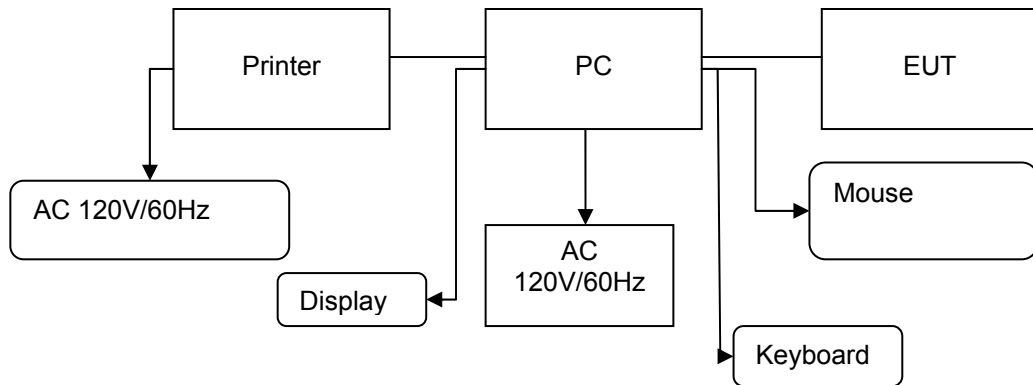 Printer
PC
EUT
AC 120V/60Hz
Mouse
AC
120V/60Hz
Display
Keyboard